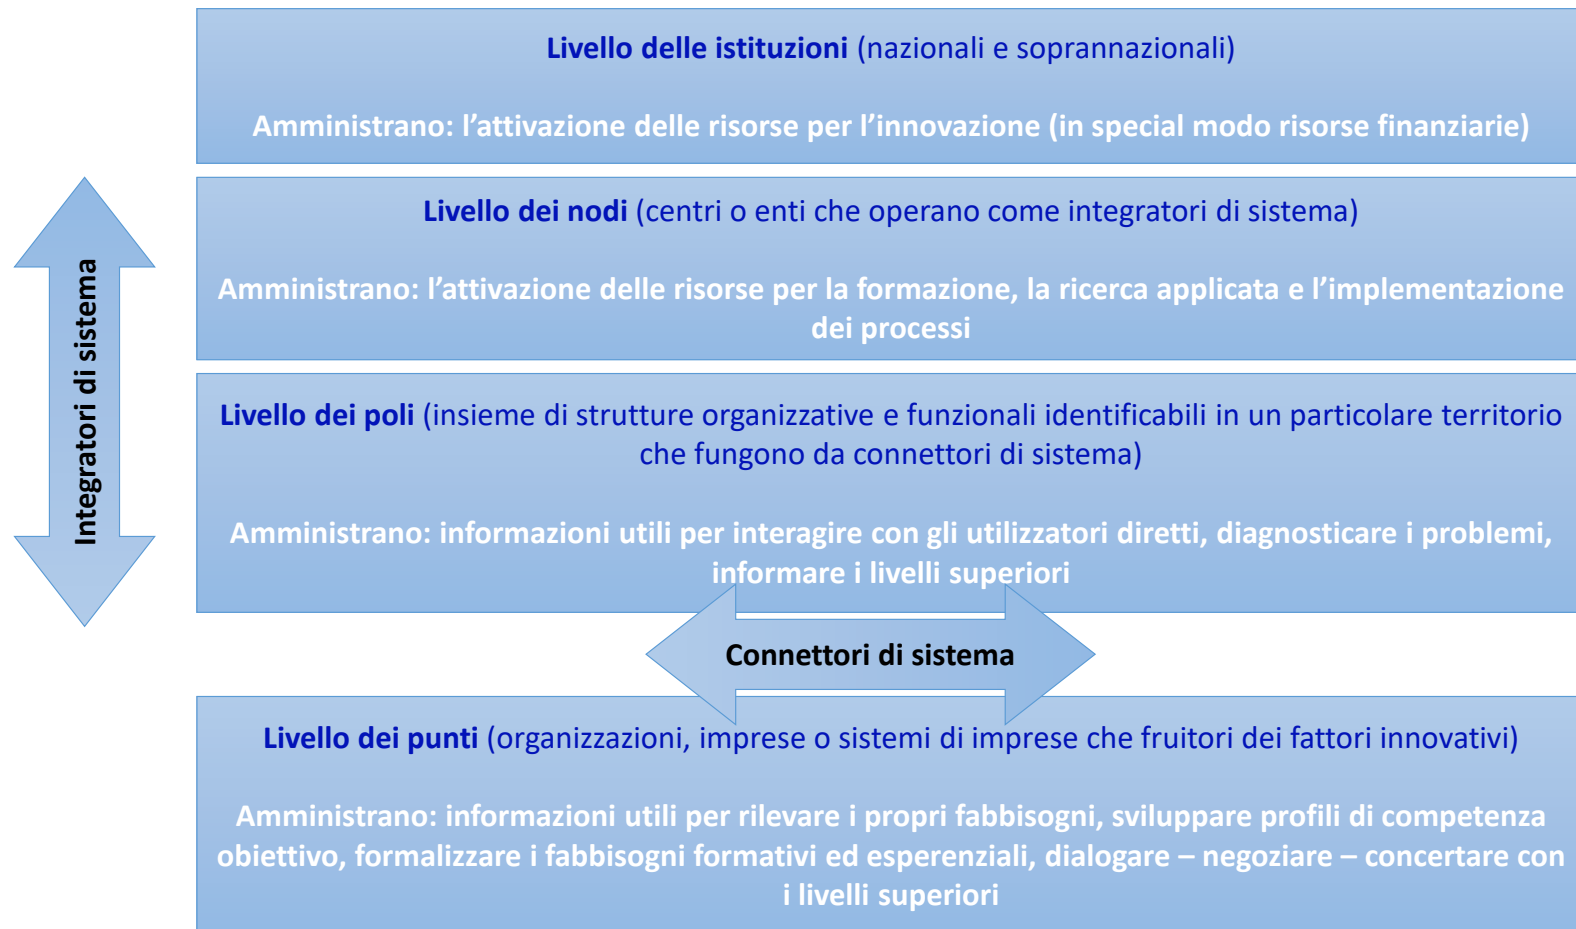 Livello delle istituzioni (nazionali e soprannazionali)
Amministrano: l’attivazione delle risorse per l’innovazione (in special modo risorse finanziarie)
Livello dei nodi (centri o enti che operano come integratori di sistema)
Amministrano: l’attivazione delle risorse per la formazione, la ricerca applicata e l’implementazione
dei processi
Integratori di sistema
Livello dei poli (insieme di strutture organizzative e funzionali identificabili in un particolare territorio
che fungono da connettori di sistema)
Amministrano: informazioni utili per interagire con gli utilizzatori diretti, diagnosticare i problemi,
informare i livelli superiori
Connettori di sistema
Livello dei punti (organizzazioni, imprese o sistemi di imprese che fruitori dei fattori innovativi)
Amministrano: informazioni utili per rilevare i propri fabbisogni, sviluppare profili di competenza
obiettivo, formalizzare i fabbisogni formativi ed esperenziali, dialogare – negoziare – concertare con
i livelli superiori